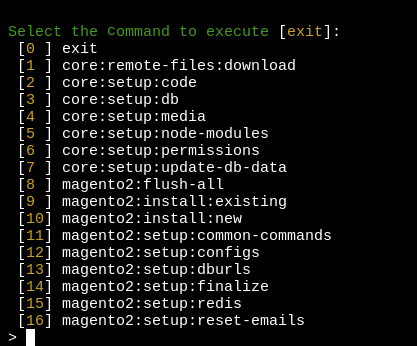 Select the command to execute [exit]:
[0 ] exit
[1 ] core:remote-files:download
[2 ] core:setup:code
[3 ] core:setup:db
[4 ] core:setup:media
[5 ] core:setup:node-modules
[6 ] core:setup:permissions
[7 ] core:setup:update-db-data
[8 ] magento2:flush-all
[9 ] magento2:install:existing
[10] magento2:install:new
[11] magento2:setup:common-commands
[12] magento2:setup:configs
[13] magento2:setup:dburls
[14] magento2:setup:finalize
[15] magento2:setup:redis
[16] magento2:setup:reset-emails
>